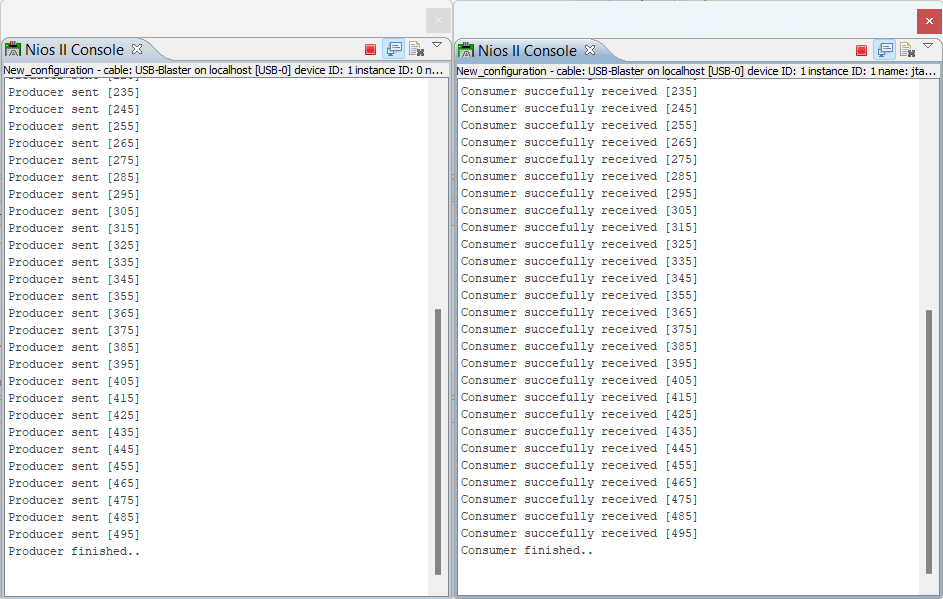 Nios II Console
New_configuration - cable: USB-Blaster on localhost [USB-0] device ID: 1 instance ID: 0 n...
Producer sent [235]
Producer sent [245]
Producer sent [255]
Producer sent [265]
Producer sent [275]
Producer sent [285]
Producer sent [295]
Producer sent [305]
Producer sent [315]
Producer sent [325]
Producer sent [335]
Producer sent [345]
Producer sent [355]
Producer sent [365]
Producer sent [375]
Producer sent [385]
Producer sent [395]
Producer sent [405]
Producer sent [415]
Producer sent [425]
Producer sent [435]
Producer sent [445]
Producer sent [455]
Producer sent [465]
Producer sent [475]
Producer sent [485]
Producer sent [495]
Producer finished..
Nios II Console
New_configuration - cable: USB-Blaster on localhost [USB-0] device ID: 1 instance ID: 1 name: jta...
Consumer succefully received [235]
Consumer succefully received [245]
Consumer succefully received [255]
Consumer succefully received [265]
Consumer succefully received [275]
Consumer succefully received [285]
Consumer succefully received [295]
Consumer succefully received [305]
Consumer succefully received [315]
Consumer succefully received [325]
Consumer succefully received [335]
Consumer succefully received [345]
Consumer succefully received [355]
Consumer succefully received [365]
Consumer succefully received [375]
Consumer succefully received [385]
Consumer succefully received [395]
Consumer succefully received [405]
Consumer succefully received [415]
Consumer succefully received [425]
Consumer succefully received [435]
Consumer succefully received [445]
Consumer succefully received [455]
Consumer succefully received [465]
Consumer succefully received [475]
Consumer succefully received [485]
Consumer succefully received [495]
Consumer finished..